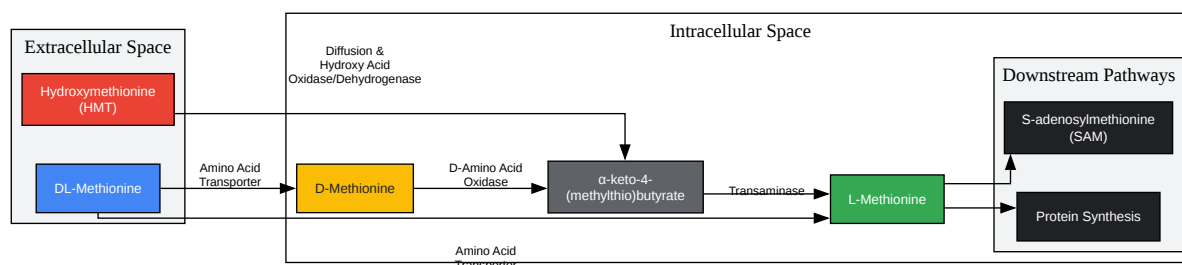 Extracellular Space
Hydroxymethionine
(HMT)
DL-Methionine
Intracellular Space
Diffusion &
Hydroxy Acid
Oxidase/Dehydrogenase
Amino Acid
Transporter
D-Methionine
D-Amino Acid
Oxidase
α-keto-4-
(methylthio)butyrate
Transaminase
L-Methionine
Amino Acid
Transporter
Downstream Pathways
S-adenosylmethionine
(SAM)
Protein Synthesis